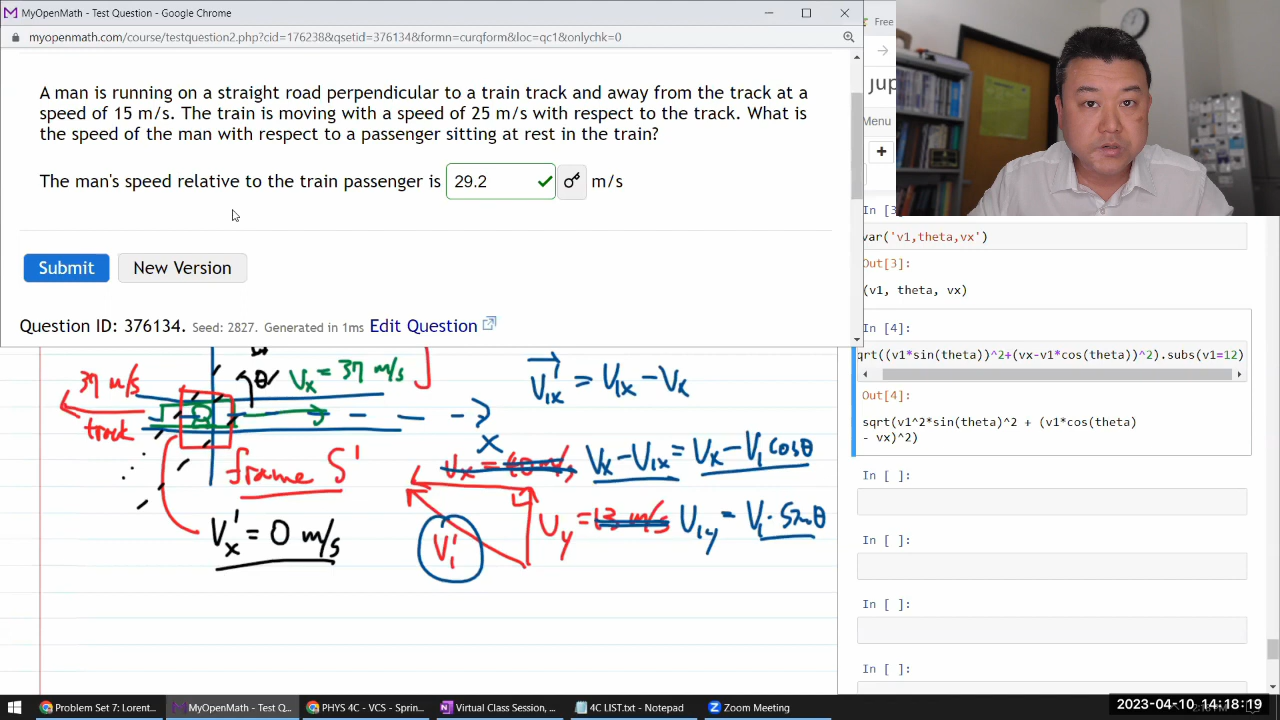 MyOpenMath - Test Question - Google Chrome
myopenmath.com/course/testquestion2.php?cid=176238&qsetid=376134&formn=curqform&loc=qc1&onlychk=0
A man is running on a straight road perpendicular to a train track and away from the track at a
speed of 15 m/s. The train is moving with a speed of 25 m/s with respect to the track. What is
the speed of the man with respect to a passenger sitting at rest in the train?
The man's speed relative to the train passenger is 29.2 m/s
Submit New Version
Question ID: 376134. Seed: 2827. Generated in 1ms Edit Question
37 m/s
track
θ
Vx = 37 m/s
x
frame S'
Vx' = 0 m/s
V1x = V1x - Vx
Vx = Vx - V1x = Vx - V1 cosθ
Uy = 13 m/s U1y = V1 · sinθ
V1'
Free
jup
Menu
+
In [3
var('v1,theta,vx')
Out[3]:
(v1, theta, vx)
In [4]:
qrt((v1*sin(theta))^2+(vx-v1*cos(theta))^2).subs(v1=12)
Out[4]:
sqrt(v1^2*sin(theta)^2 + (v1*cos(theta)
- vx)^2)
In [ ]:
In [ ]:
In [ ]:
In [ ]:
Problem Set 7: Lorent... MyOpenMath - Test Q... PHYS 4C - VCS - Sprin... Virtual Class Session, ... 4C LIST.txt - Notepad Zoom Meeting
2023-04-10 14:18:19